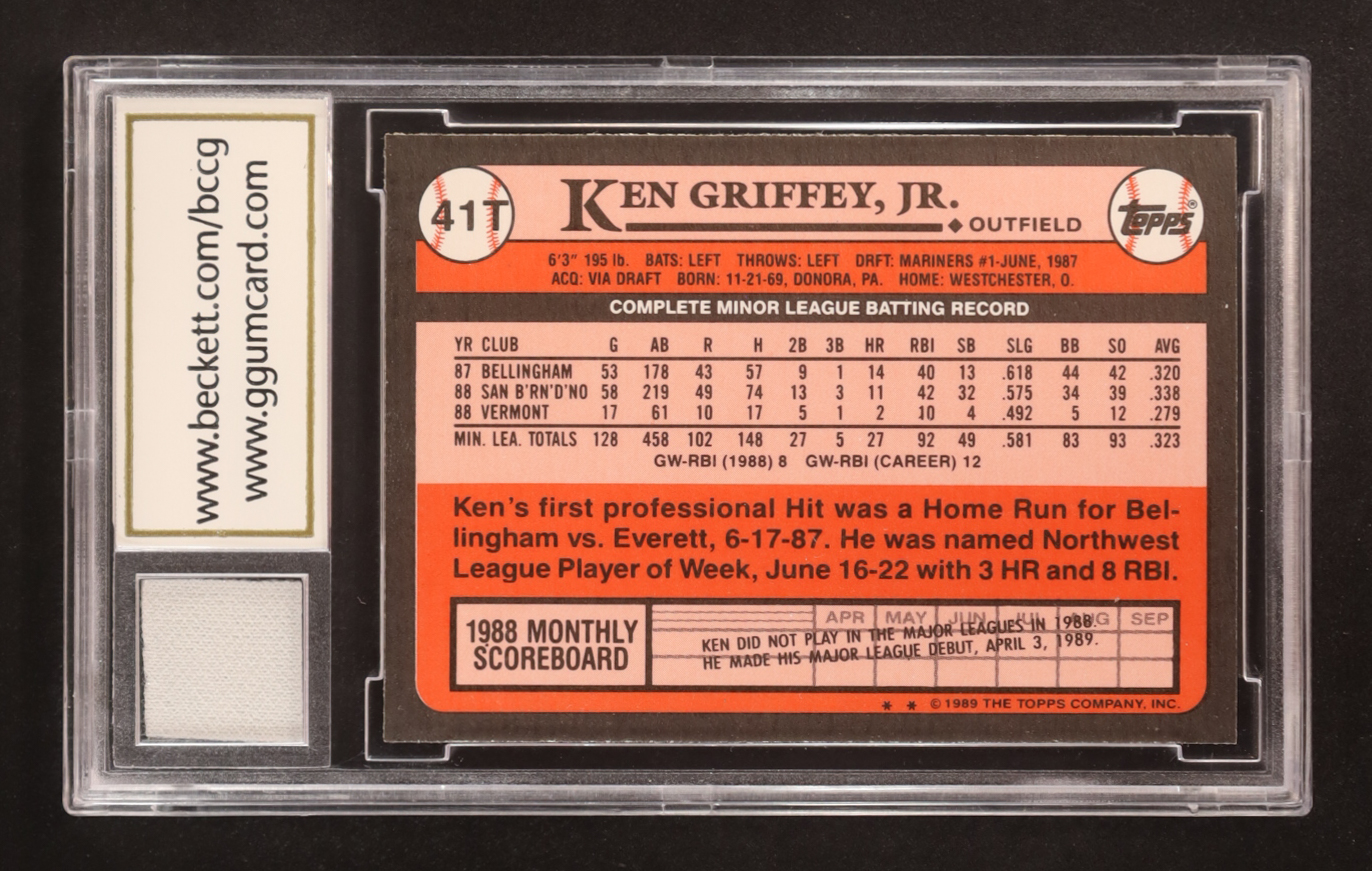 www.beckett.com/bccg
www.ggumcard.com
41T
KEN GRIFFEY, JR.
◆ OUTFIELD
TOPPS®
6'3" 195 lb. BATS: LEFT THROWS: LEFT DRFT: MARINERS #1-JUNE, 1987
ACQ: VIA DRAFT BORN: 11-21-69, DONORA, PA. HOME: WESTCHESTER, O.
COMPLETE MINOR LEAGUE BATTING RECORD
YR CLUB G AB R H 2B 3B HR RBI SB SLG BB SO AVG
87 BELLINGHAM 53 178 43 57 9 1 14 40 13 .618 44 42 .320
88 SAN B'RN'D'NO 58 219 49 74 13 3 11 42 32 .575 34 39 .338
88 VERMONT 17 61 10 17 5 1 2 10 4 .492 5 12 .279
MIN. LEA. TOTALS 128 458 102 148 27 5 27 92 49 .581 83 93 .323
GW-RBI (1988) 8 GW-RBI (CAREER) 12
Ken's first professional Hit was a Home Run for Bel-
lingham vs. Everett, 6-17-87. He was named Northwest
League Player of Week, June 16-22 with 3 HR and 8 RBI.
1988 MONTHLY
SCOREBOARD
APR MAY JUN JUL AUG SEP
KEN DID NOT PLAY IN THE MAJOR LEAGUES IN 1988.
HE MADE HIS MAJOR LEAGUE DEBUT, APRIL 3, 1989.
* * © 1989 THE TOPPS COMPANY, INC.